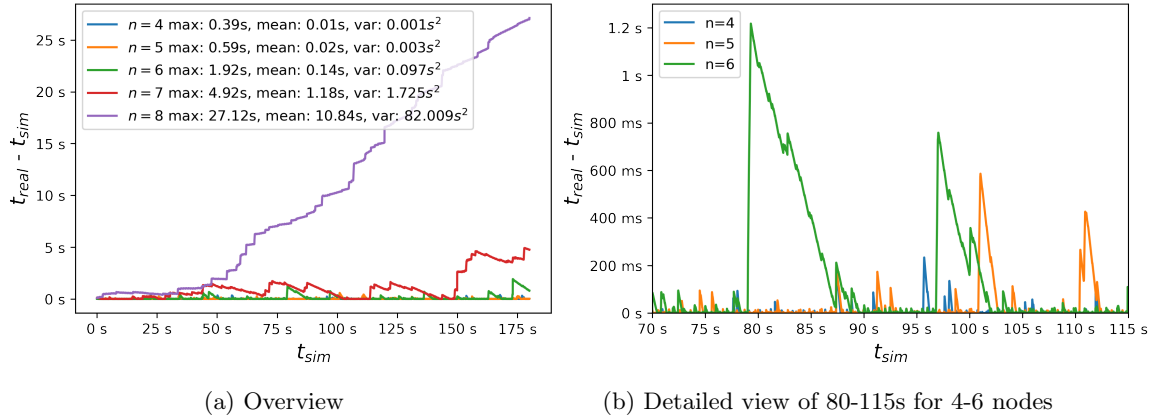 25 s
20 s
15 s
10 s
5 s
0 s
t_real - t_sim
n = 4 max: 0.39s, mean: 0.01s, var: 0.001s²
n = 5 max: 0.59s, mean: 0.02s, var: 0.003s²
n = 6 max: 1.92s, mean: 0.14s, var: 0.097s²
n = 7 max: 4.92s, mean: 1.18s, var: 1.725s²
n = 8 max: 27.12s, mean: 10.84s, var: 82.009s²
0 s 25 s 50 s 75 s 100 s 125 s 150 s 175 s
t_sim
(a) Overview
1.2 s
1 s
800 ms
600 ms
400 ms
200 ms
0 s
t_real - t_sim
n=4
n=5
n=6
70 s 75 s 80 s 85 s 90 s 95 s 100 s 105 s 110 s 115 s
t_sim
(b) Detailed view of 80-115s for 4-6 nodes